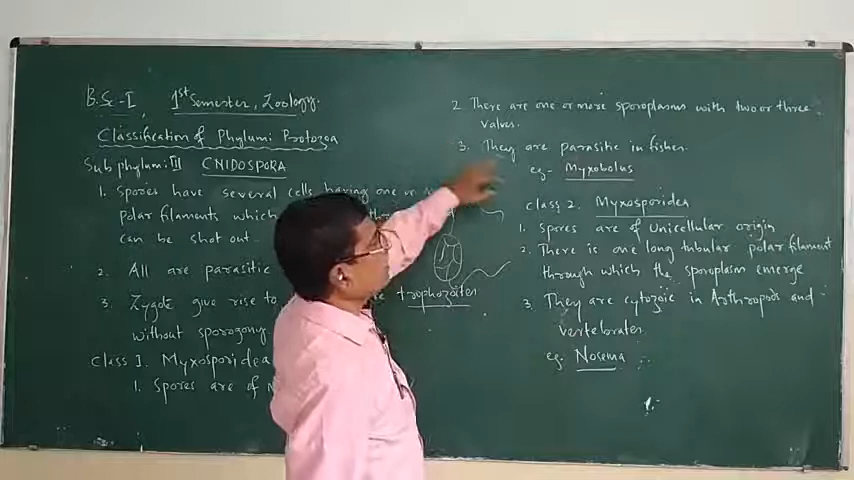 B.Sc-I, 1st Semester, Zoology.
Classification of Phylumi Protozoa
Sub phylumi III CNIDOSPORA
1. Spores have several cells having one or
polar filaments which
can be shot out.
2. All are parasitic
3. Zygote give rise to trophozoites
without sporogony.
Class I. Myxosporidea
1. Spores are of
2. There are one or more sporoplasms with two or three
valves.
3. They are parasitic in fishes.
eg- Myxobolus
Class 2. Myxosporidea
1. Spores are of Unicellular origin
2. There is one long tubular polar filament
through which the sporoplasm emerge
3. They are cytozoic in Arthropods and
vertebrates.
eg. Nosema